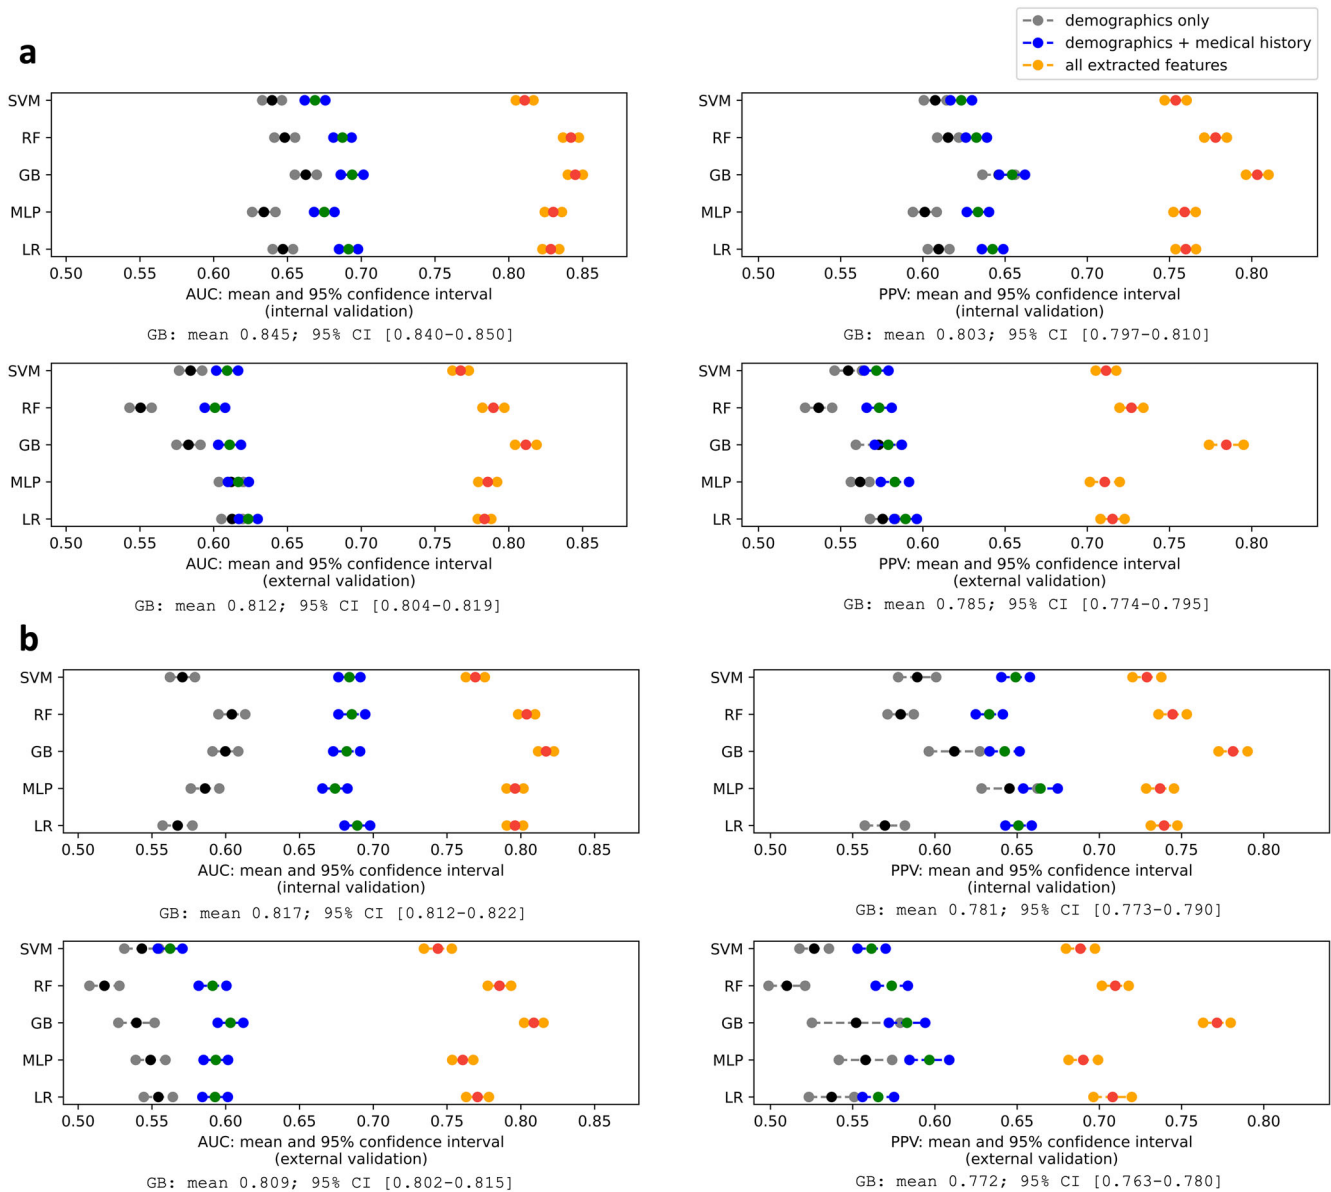 demographics only
demographics + medical history
all extracted features
a
SVM
RF
GB
MLP
LR
0.50 0.55 0.60 0.65 0.70 0.75 0.80 0.85
AUC: mean and 95% confidence interval
(internal validation)
GB: mean 0.845; 95% CI [0.840-0.850]
SVM
RF
GB
MLP
LR
0.50 0.55 0.60 0.65 0.70 0.75 0.80
PPV: mean and 95% confidence interval
(internal validation)
GB: mean 0.803; 95% CI [0.797-0.810]
SVM
RF
GB
MLP
LR
0.50 0.55 0.60 0.65 0.70 0.75 0.80 0.85
AUC: mean and 95% confidence interval
(external validation)
GB: mean 0.812; 95% CI [0.804-0.819]
SVM
RF
GB
MLP
LR
0.50 0.55 0.60 0.65 0.70 0.75 0.80
PPV: mean and 95% confidence interval
(external validation)
GB: mean 0.785; 95% CI [0.774-0.795]
b
SVM
RF
GB
MLP
LR
0.50 0.55 0.60 0.65 0.70 0.75 0.80 0.85
AUC: mean and 95% confidence interval
(internal validation)
GB: mean 0.817; 95% CI [0.812-0.822]
SVM
RF
GB
MLP
LR
0.50 0.55 0.60 0.65 0.70 0.75 0.80
PPV: mean and 95% confidence interval
(internal validation)
GB: mean 0.781; 95% CI [0.773-0.790]
SVM
RF
GB
MLP
LR
0.50 0.55 0.60 0.65 0.70 0.75 0.80 0.85
AUC: mean and 95% confidence interval
(external validation)
GB: mean 0.809; 95% CI [0.802-0.815]
SVM
RF
GB
MLP
LR
0.50 0.55 0.60 0.65 0.70 0.75 0.80
PPV: mean and 95% confidence interval
(external validation)
GB: mean 0.772; 95% CI [0.763-0.780]